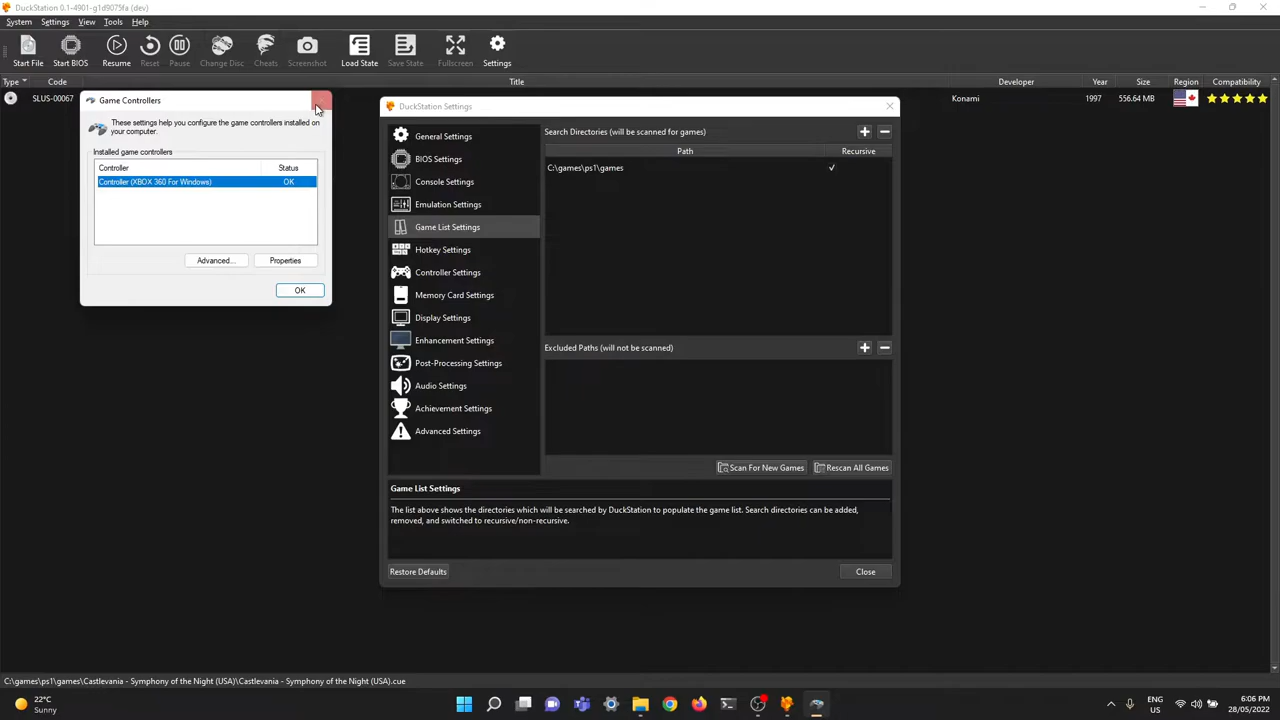 DuckStation 0.1-4901-g1d9075fa (dev)
System Settings View Tools Help
Start File Start BIOS Resume Reset Pause Change Disc Cheats Screenshot Load State Save State Fullscreen Settings
Type Code Title Developer Year Size Region Compatibility
SLUS-00067 Konami 1997 556.64 MB
Game Controllers
These settings help you configure the game controllers installed on
your computer.
Installed game controllers
Controller Status
Controller (XBOX 360 For Windows) OK
Advanced... Properties
OK
DuckStation Settings
General Settings
BIOS Settings
Console Settings
Emulation Settings
Game List Settings
Hotkey Settings
Controller Settings
Memory Card Settings
Display Settings
Enhancement Settings
Post-Processing Settings
Audio Settings
Achievement Settings
Advanced Settings
Search Directories (will be scanned for games)
Path Recursive
C:\games\ps1\games
Excluded Paths (will not be scanned)
Scan For New Games Rescan All Games
Game List Settings
The list above shows the directories which will be searched by DuckStation to populate the game list. Search directories can be added,
removed, and switched to recursive/non-recursive.
Restore Defaults Close
C:\games\ps1\games\Castlevania - Symphony of the Night (USA)\Castlevania - Symphony of the Night (USA).cue
22°C
Sunny
ENG
US
6:06 PM
28/05/2022